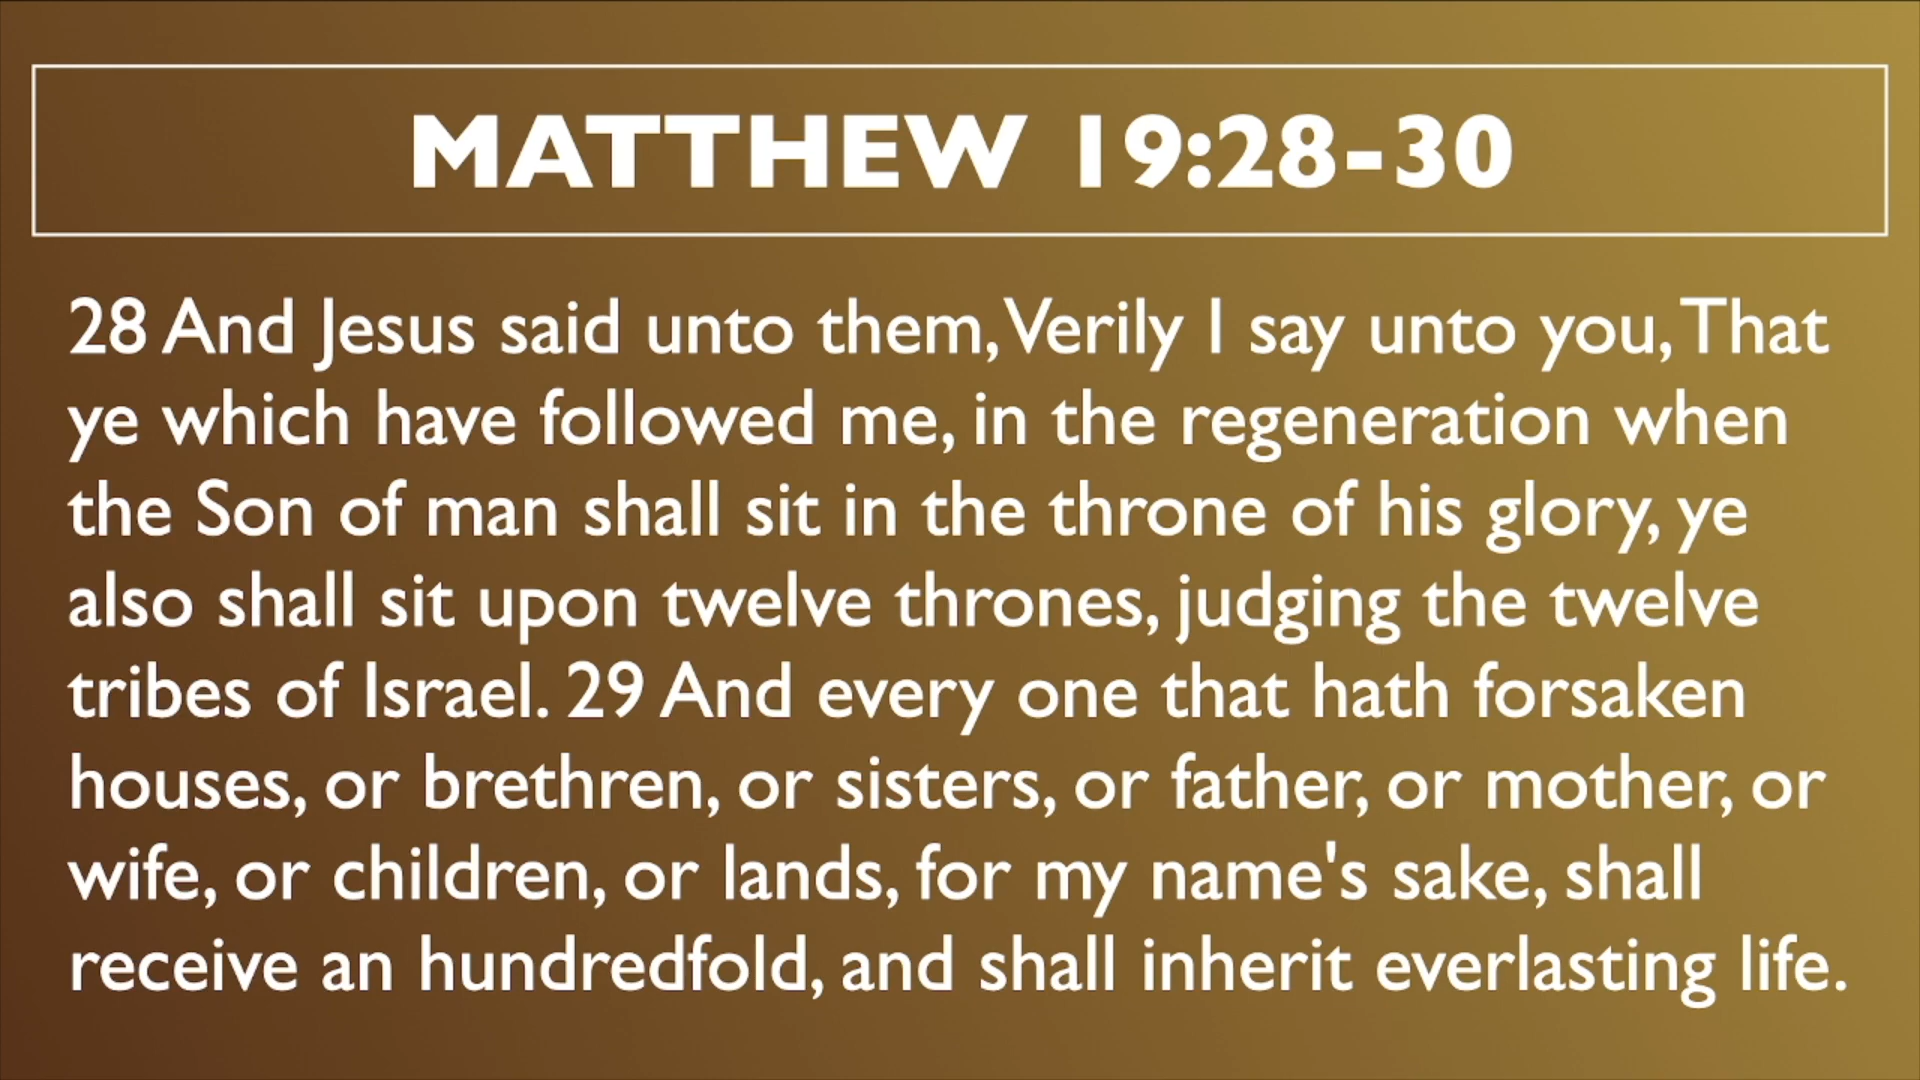 MATTHEW 19:28-30
28 And Jesus said unto them, Verily I say unto you, That
ye which have followed me, in the regeneration when
the Son of man shall sit in the throne of his glory, ye
also shall sit upon twelve thrones, judging the twelve
tribes of Israel. 29 And every one that hath forsaken
houses, or brethren, or sisters, or father, or mother, or
wife, or children, or lands, for my name's sake, shall
receive an hundredfold, and shall inherit everlasting life.